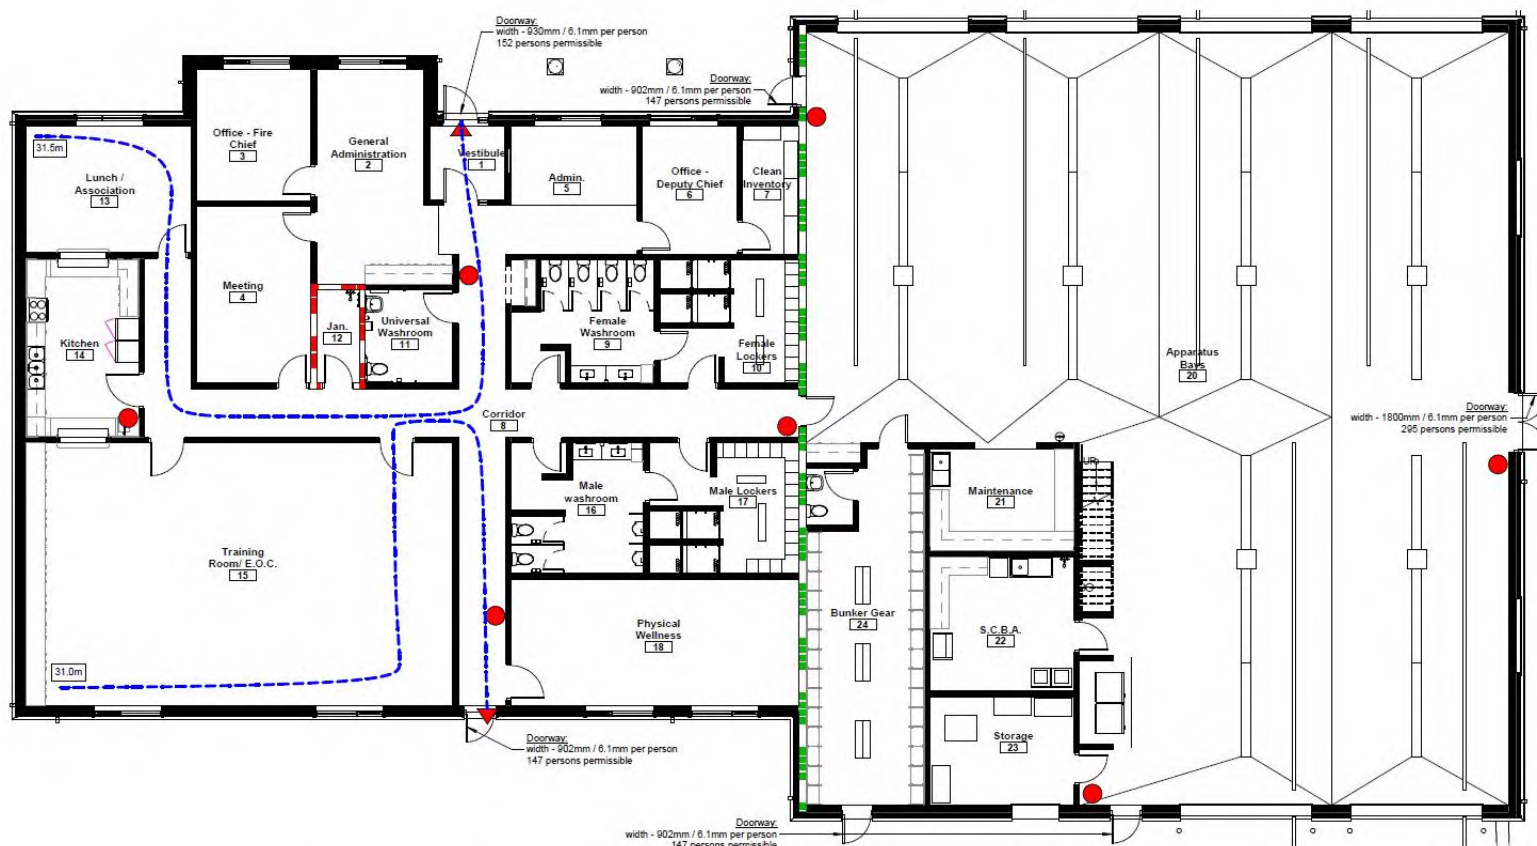 Doorway:
width - 930mm / 6.1mm per person
152 persons permissible
Doorway:
width - 902mm / 6.1mm per person
147 persons permissible
31.5m
Lunch /
Association
13
Office - Fire
Chief
3
General
Administration
2
Vestibule
1
Admin.
5
Office -
Deputy Chief
6
Clean
Inventory
7
Meeting
4
Kitchen
14
Jan.
12
Universal
Washroom
11
Female
Washroom
9
Female
Lockers
10
Apparatus
Bays
20
Corridor
8
Doorway:
width - 1800mm / 6.1mm per person
295 persons permissible
Male
washroom
16
Male Lockers
17
Maintenance
21
UP
Training
Room/ E.O.C.
15
31.0m
Physical
Wellness
18
Bunker Gear
24
S.C.B.A.
22
Storage
23
Doorway:
width - 902mm / 6.1mm per person
147 persons permissible
Doorway:
width - 902mm / 6.1mm per person
147 persons permissible